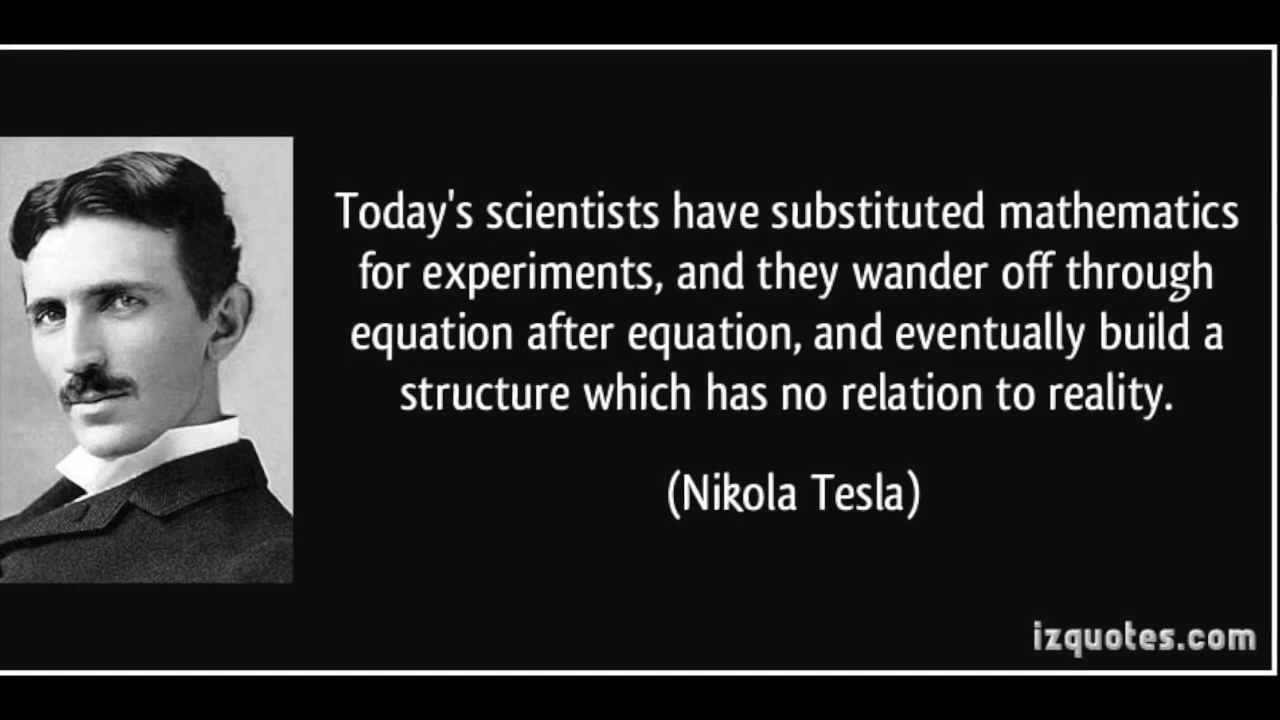 Today's scientists have substituted mathematics
for experiments, and they wander off through
equation after equation, and eventually build a
structure which has no relation to reality.
(Nikola Tesla)
izquotes.com